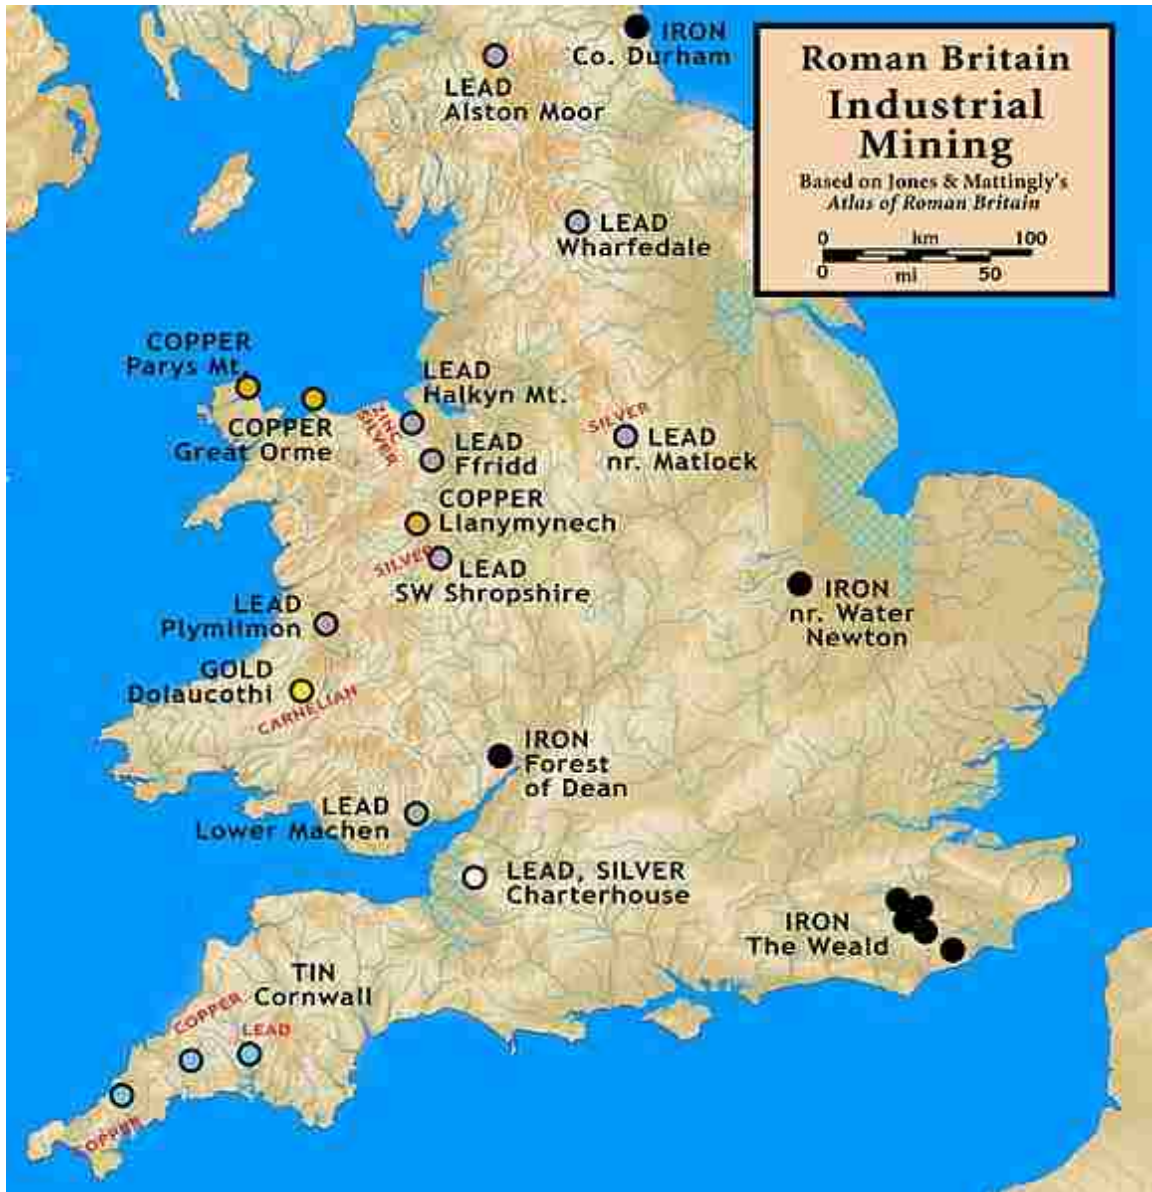 IRON
Co. Durham
LEAD
Alston Moor
Roman Britain
Industrial
Mining
Based on Jones & Mattingly's
Atlas of Roman Britain
0 km 100
0 mi 50
LEAD
Wharfedale
COPPER
Parys Mt.
LEAD
Halkyn Mt.
ZINC
SILVER
COPPER
Great Orme
SILVER
LEAD
nr. Matlock
LEAD
Ffridd
COPPER
Llanymynech
SILVER
LEAD
SW Shropshire
IRON
nr. Water
Newton
LEAD
Plymlimon
GOLD
Dolaucothi
CARNELIAN
IRON
Forest
of Dean
LEAD
Lower Machen
LEAD, SILVER
Charterhouse
IRON
The Weald
TIN
Cornwall
COPPER
LEAD
OPPER